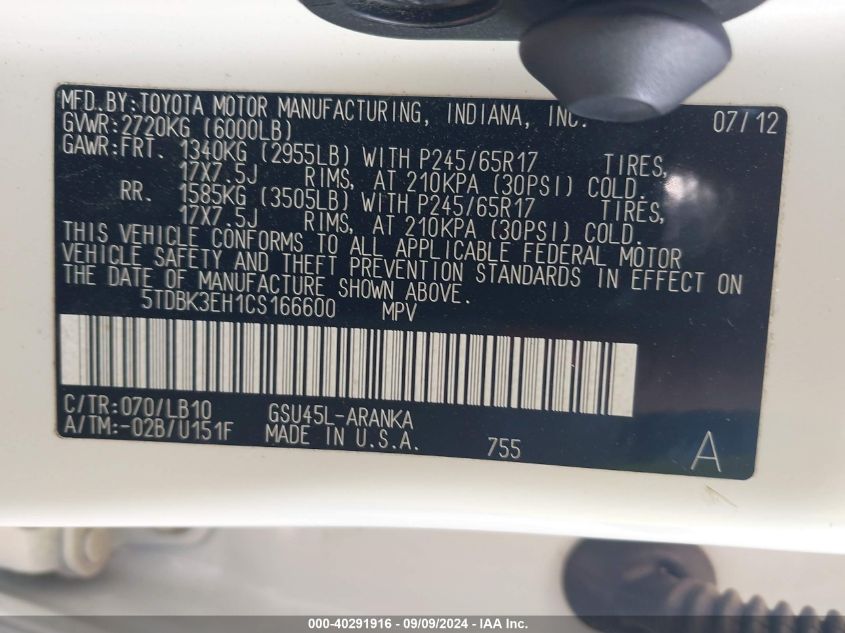 MFD.BY:TOYOTA MOTOR MANUFACTURING, INDIANA, INC. 07/12
GVWR:2720KG (6000LB)
GAWR:FRT. 1340KG (2955LB) WITH P245/65R17 TIRES,
17X7.5J RIMS, AT 210KPA (30PSI) COLD.
RR. 1585KG (3505LB) WITH P245/65R17 TIRES,
17X7.5J RIMS, AT 210KPA (30PSI) COLD.
THIS VEHICLE CONFORMS TO ALL APPLICABLE FEDERAL MOTOR
VEHICLE SAFETY AND THEFT PREVENTION STANDARDS IN EFFECT ON
THE DATE OF MANUFACTURE SHOWN ABOVE.
5TDBK3EH1CS166600 MPV
C/TR:070/LB10 GSU45L-ARANKA
A/TM:-02B/U151F MADE IN U.S.A. 755 A
000-40291916 - 09/09/2024 - IAA Inc.